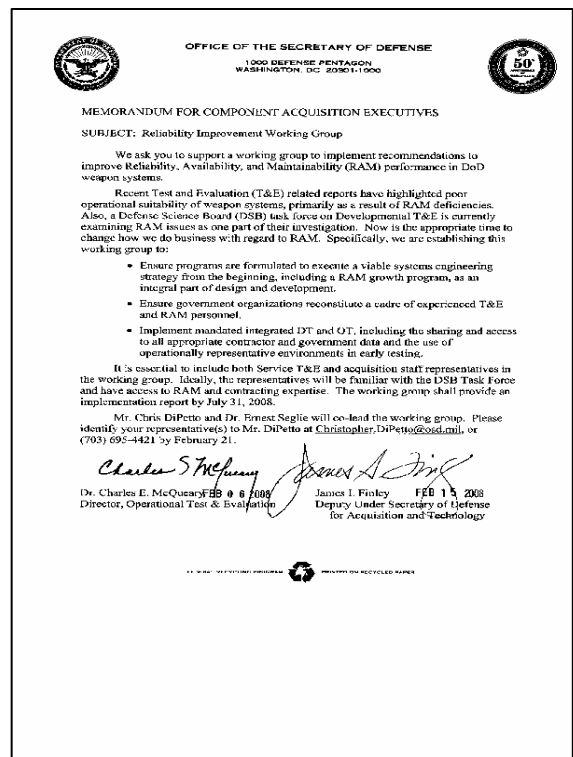 OFFICE OF THE SECRETARY OF DEFENSE
1000 DEFENSE PENTAGON
WASHINGTON, DC 20301-1000
50
MEMORANDUM FOR COMPONENT ACQUISITION EXECUTIVES
SUBJECT: Reliability Improvement Working Group
We ask you to support a working group to implement recommendations to
improve Reliability, Availability, and Maintainability (RAM) performance in DoD
weapon systems.
Recent Test and Evaluation (T&E) related reports have highlighted poor
operational suitability of weapon systems, primarily as a result of RAM deficiencies.
Also, a Defense Science Board (DSB) task force on Developmental T&E is currently
examining RAM issues as one part of their investigation. Now is the appropriate time to
change how we do business with regard to RAM. Specifically, we are establishing this
working group to:
• Ensure programs are formulated to execute a viable systems engineering
strategy from the beginning, including a RAM growth program, as an
integral part of design and development.
• Ensure government organizations reconstitute a cadre of experienced T&E
and RAM personnel.
• Implement mandated integrated DT and OT, including the sharing and access
to all appropriate contractor and government data and the use of
operationally representative environments in early testing.
It is essential to include both Service T&E and acquisition staff representatives in
the working group. Ideally, the representatives will be familiar with the DSB Task Force
and have access to RAM and contracting expertise. The working group shall provide an
implementation report by July 31, 2008.
Mr. Chris DiPetto and Dr. Ernest Seglie will co-lead the working group. Please
identify your representative(s) to Mr. DiPetto at Christopher.DiPetto@osd.mil, or
(703) 695-4421 by February 21.
Dr. Charles E. McQueary FEB 0 6 2008
Director, Operational Test & Evaluation
James I. Finley FEB 1 5 2008
Deputy Under Secretary of Defense
for Acquisition and Technology
PRINTED ON RECYCLED PAPER